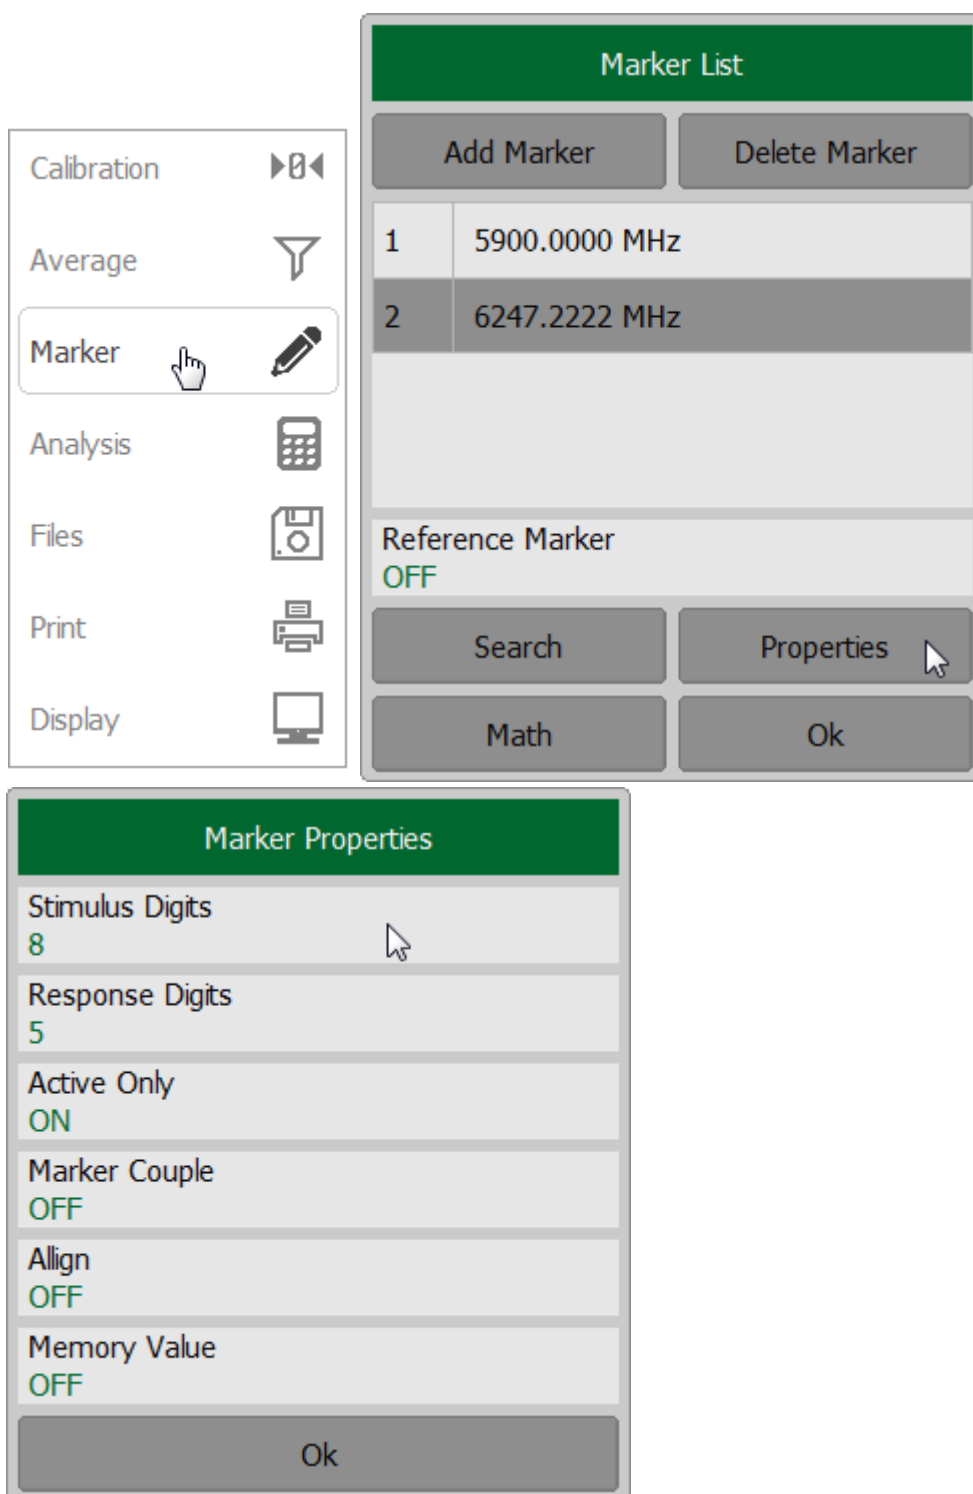 Calibration
Average
Marker
Analysis
Files
Print
Display
Marker List
Add Marker Delete Marker
1 5900.0000 MHz
2 6247.2222 MHz
Reference Marker
OFF
Search Properties
Math Ok
Marker Properties
Stimulus Digits
8
Response Digits
5
Active Only
ON
Marker Couple
OFF
Allign
OFF
Memory Value
OFF
Ok